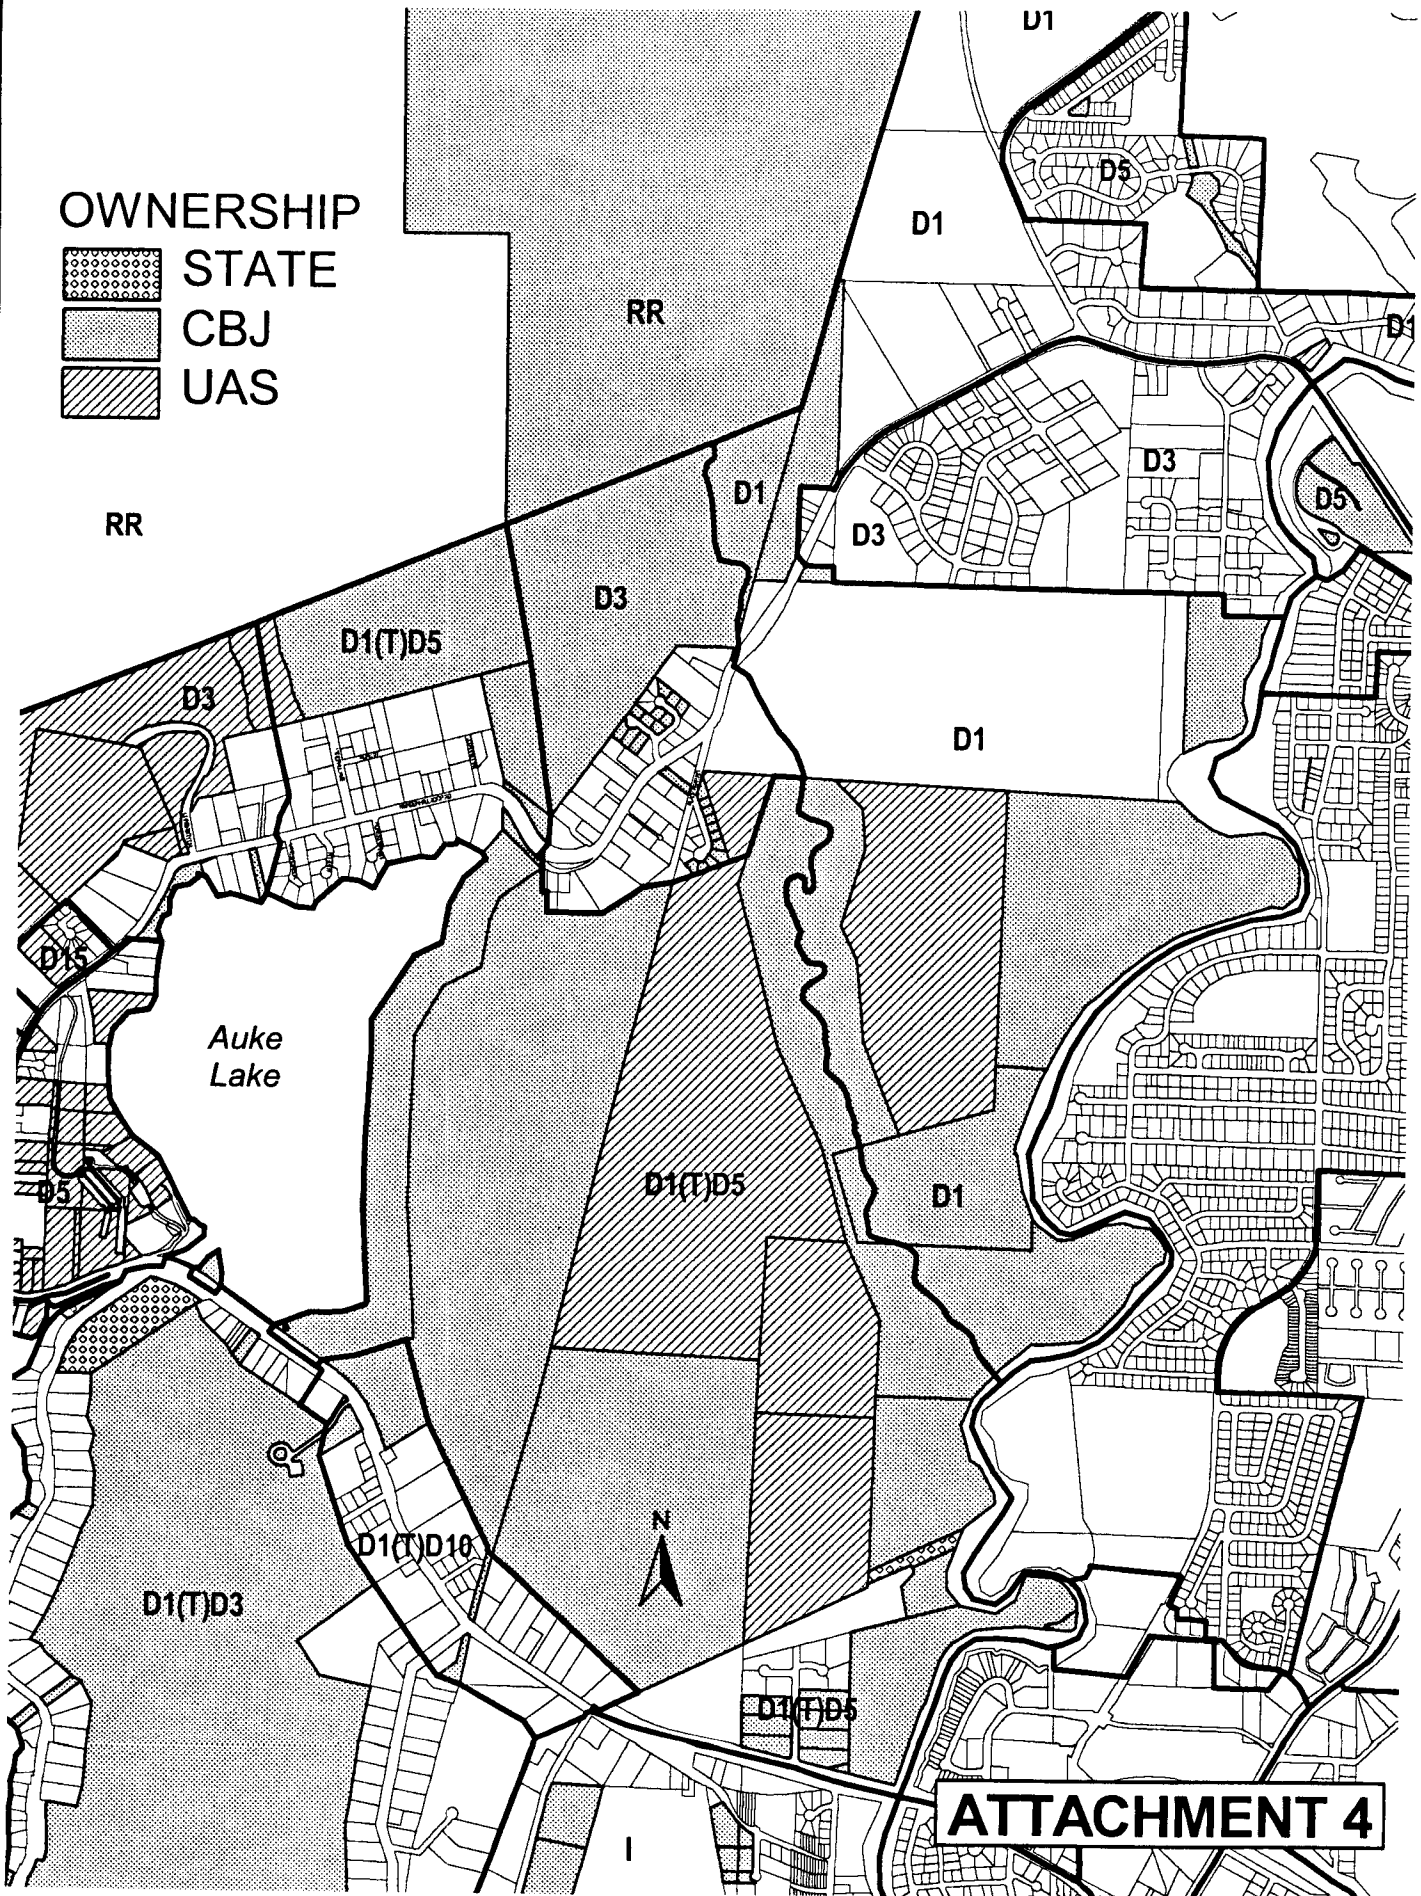 D1
D5
OWNERSHIP
STATE
CBJ
UAS
D1
RR
D1
D3
D1
D5
RR
D3
D3
D1(T)D5
D3
D1
D15
Auke
Lake
D1(T)D5
D5
D1
N
D1(T)D10
D1(T)D3
D1(T)D5
ATTACHMENT 4
I